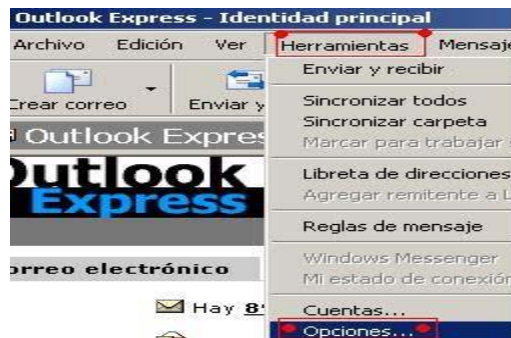 Outlook Express - Identidad principal
Archivo Edición Ver Herramientas Mensaje
Crear correo Enviar y
Outlook Expres
Outlook
Express
orreo electrónico
Hay 8
Enviar y recibir
Sincronizar todos
Sincronizar carpeta
Marcar para trabajar
Libreta de direcciones
Agregar remitente a L
Reglas de mensaje
Windows Messenger
Mi estado de conexión
Cuentas...
Opciones...